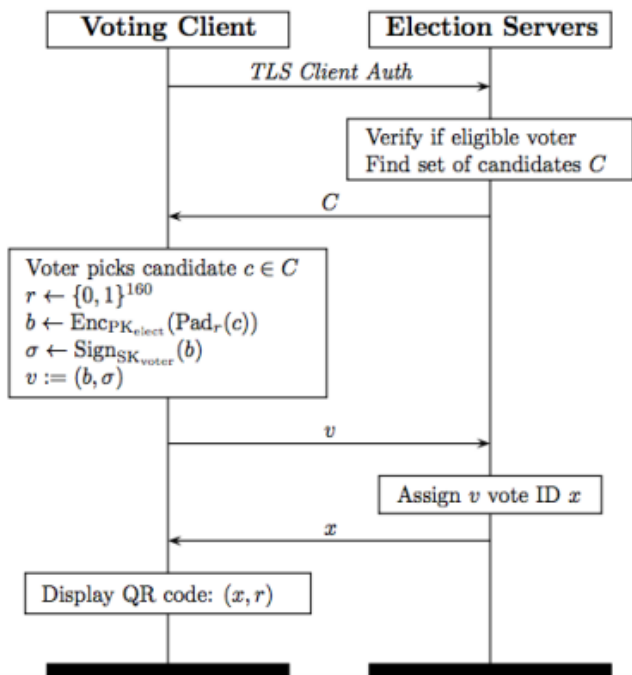 Voting Client
Election Servers
TLS Client Auth
Verify if eligible voter
Find set of candidates C
C
Voter picks candidate c ∈ C
r ← {0, 1}^160
b ← Enc_PK_elect(Pad_r(c))
σ ← Sign_SK_voter(b)
v := (b, σ)
v
Assign v vote ID x
x
Display QR code: (x, r)